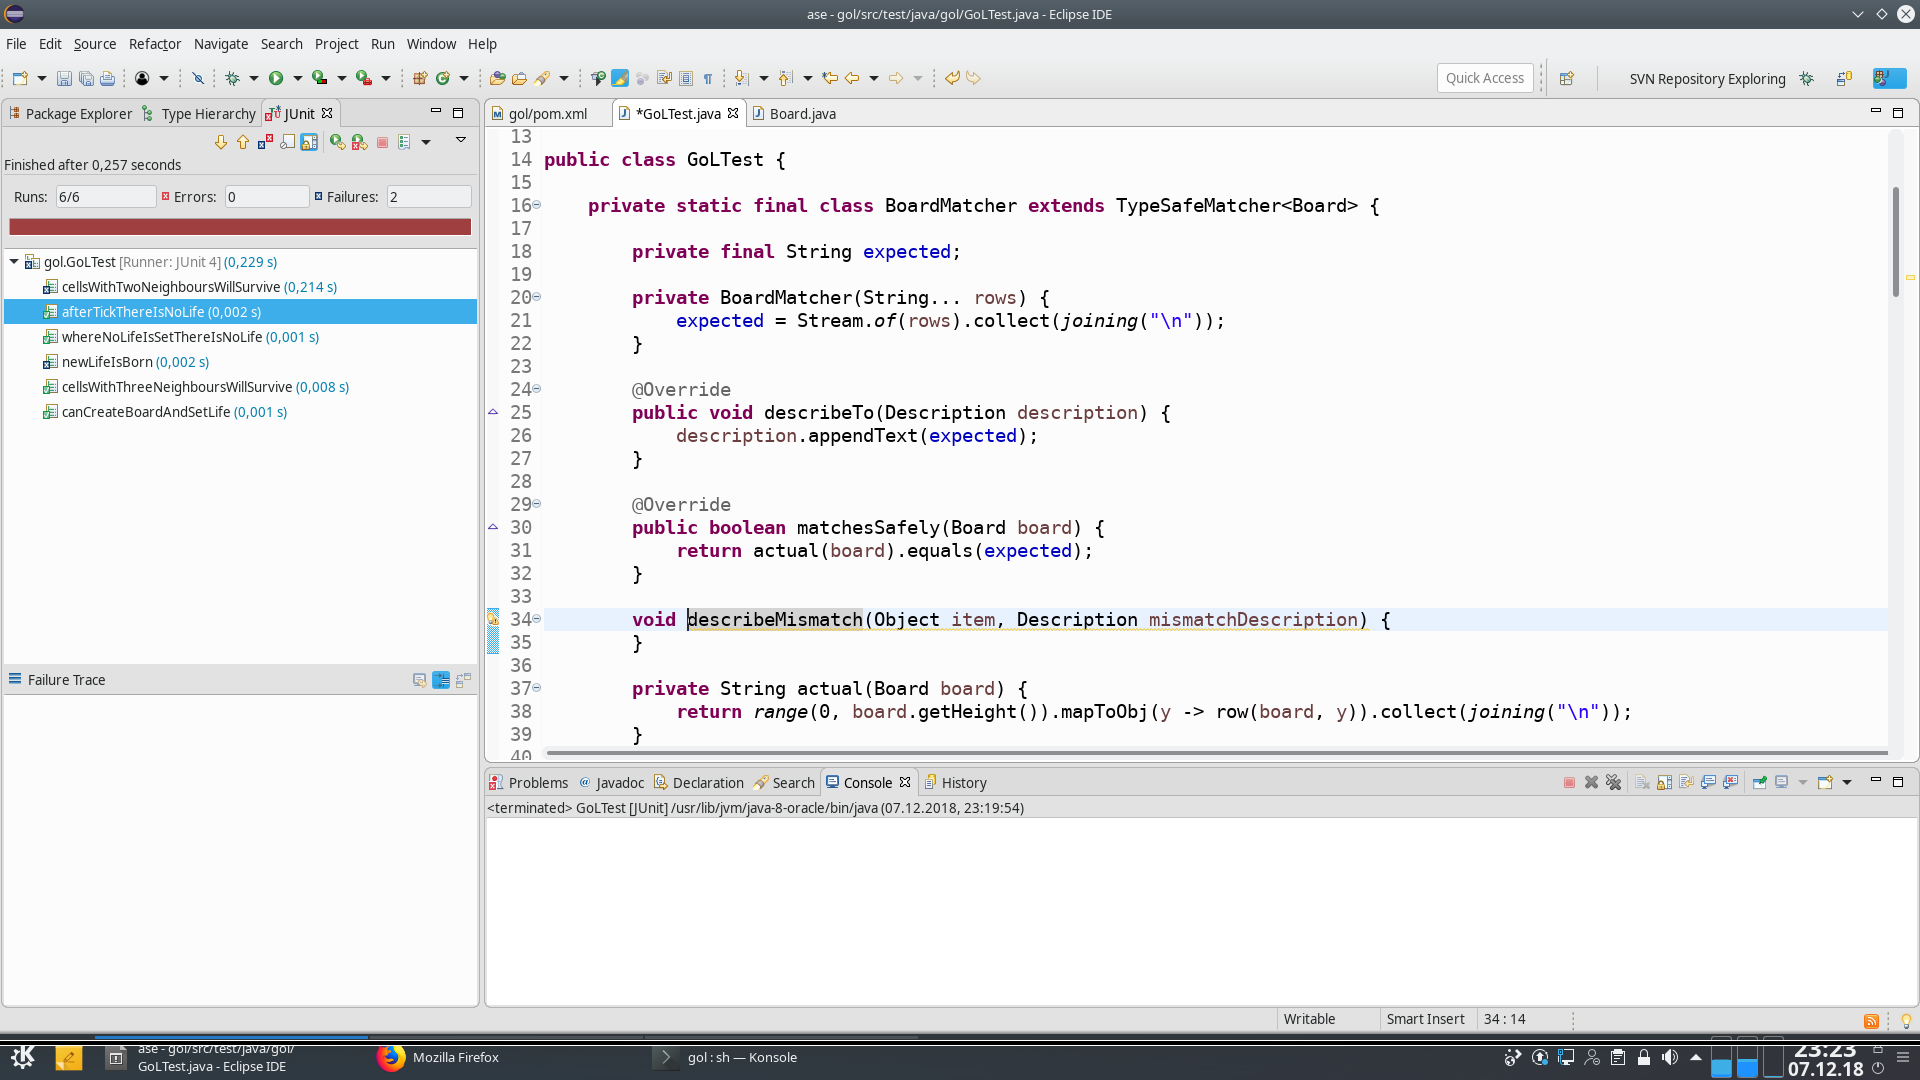 ase - gol/src/test/java/gol/GoLTest.java - Eclipse IDE
File Edit Source Refactor Navigate Search Project Run Window Help
Quick Access
SVN Repository Exploring
Package Explorer Type Hierarchy JUnit
Finished after 0,257 seconds
Runs: 6/6 Errors: 0 Failures: 2
gol.GoLTest [Runner: JUnit 4] (0,229 s)
cellsWithTwoNeighboursWillSurvive (0,214 s)
afterTickThereIsNoLife (0,002 s)
whereNoLifeIsSetThereIsNoLife (0,001 s)
newLifeIsBorn (0,002 s)
cellsWithThreeNeighboursWillSurvive (0,008 s)
canCreateBoardAndSetLife (0,001 s)
Failure Trace
gol/pom.xml *GoLTest.java Board.java
13
14 public class GoLTest {
15
16 private static final class BoardMatcher extends TypeSafeMatcher<Board> {
17
18 private final String expected;
19
20 private BoardMatcher(String... rows) {
21 expected = Stream.of(rows).collect(joining("\n"));
22 }
23
24 @Override
25 public void describeTo(Description description) {
26 description.appendText(expected);
27 }
28
29 @Override
30 public boolean matchesSafely(Board board) {
31 return actual(board).equals(expected);
32 }
33
34 void describeMismatch(Object item, Description mismatchDescription) {
35 }
36
37 private String actual(Board board) {
38 return range(0, board.getHeight()).mapToObj(y -> row(board, y)).collect(joining("\n"));
39 }
40
Problems Javadoc Declaration Search Console History
<terminated> GoLTest [JUnit] /usr/lib/jvm/java-8-oracle/bin/java (07.12.2018, 23:19:54)
Writable Smart Insert 34 : 14
ase - gol/src/test/java/gol/
GoLTest.java - Eclipse IDE
Mozilla Firefox
gol : sh — Konsole
23:23
07.12.18